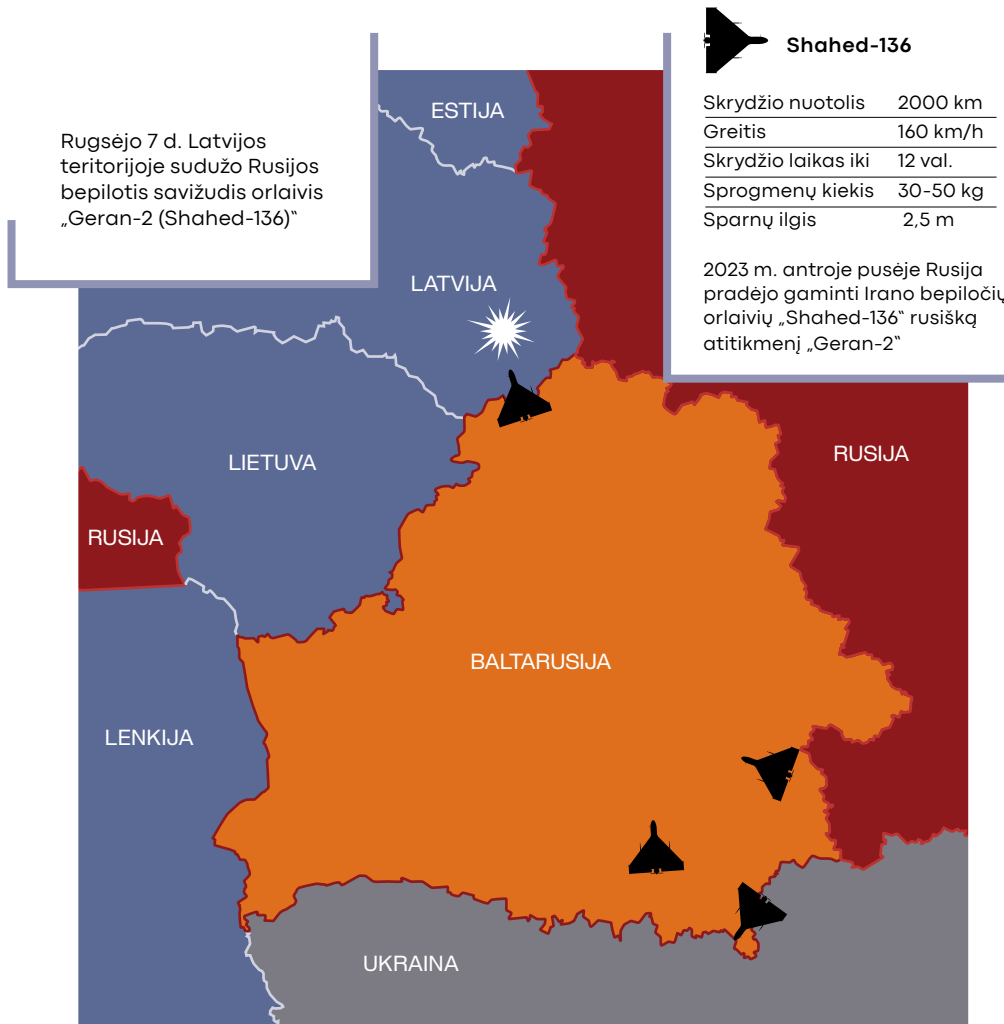 Rugsėjo 7 d. Latvijos
teritorijoje sudužo Rusijos
bepilotis savižudis orlaivis
„Geran-2 (Shahed-136)“
Shahed-136
Skrydžio nuotolis 2000 km
Greitis 160 km/h
Skrydžio laikas iki 12 val.
Sprogmenų kiekis 30-50 kg
Sparnų ilgis 2,5 m
2023 m. antroje pusėje Rusija
pradėjo gaminti Irano bepiločių
orlaivių „Shahed-136“ rusišką
atitikmenį „Geran-2“
ESTIJA
LATVIJA
LIETUVA
RUSIJA
RUSIJA
BALTARUSIJA
LENKIJA
UKRAINA